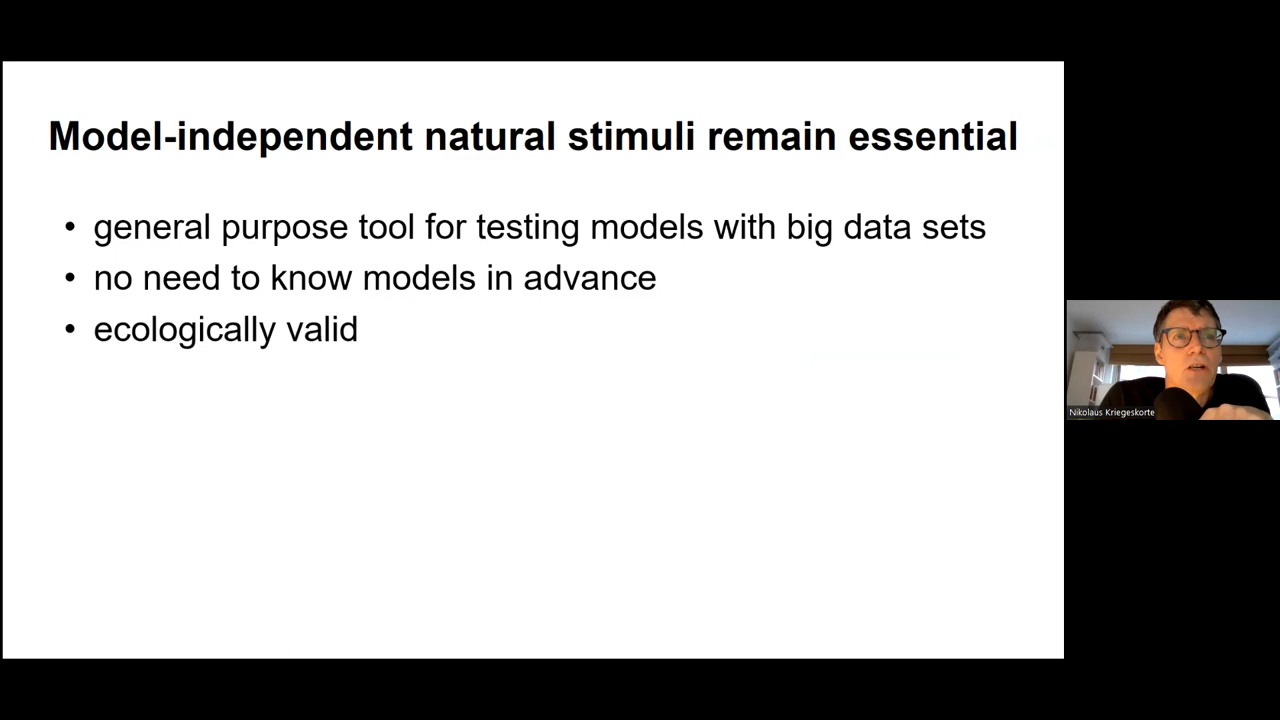 Model-independent natural stimuli remain essential
• general purpose tool for testing models with big data sets
• no need to know models in advance
• ecologically valid
Nikolaus Kriegeskorte